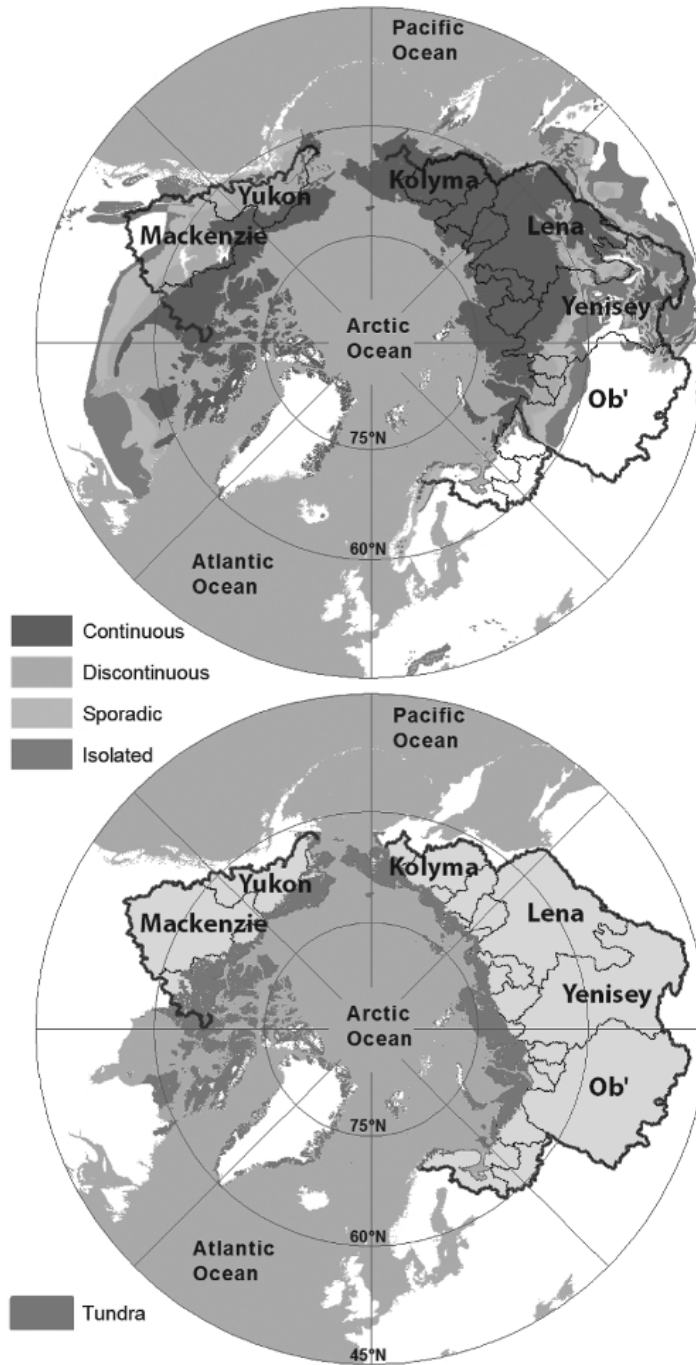 Pacific
Ocean
Yukon
Kolyma
Mackenzie
Lena
Yenisey
Arctic
Ocean
Ob'
75°N
60°N
Atlantic
Ocean
Continuous
Discontinuous
Sporadic
Isolated
Pacific
Ocean
Yukon
Kolyma
Mackenzie
Lena
Yenisey
Arctic
Ocean
Ob'
75°N
60°N
Atlantic
Ocean
Tundra
45°N